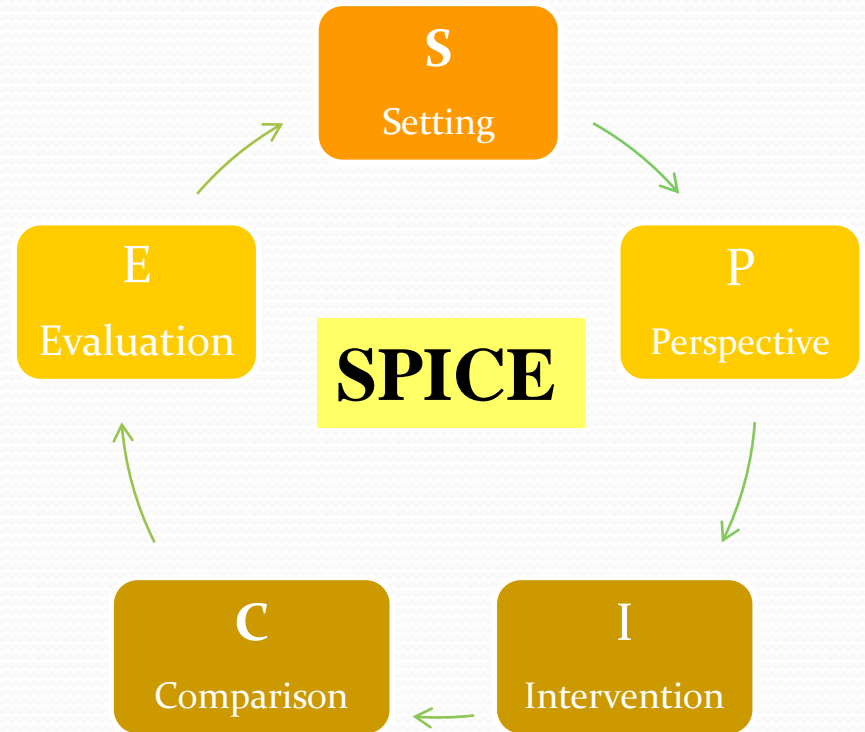 S
Setting
P
Perspective
I
Intervention
C
Comparison
E
Evaluation
SPICE